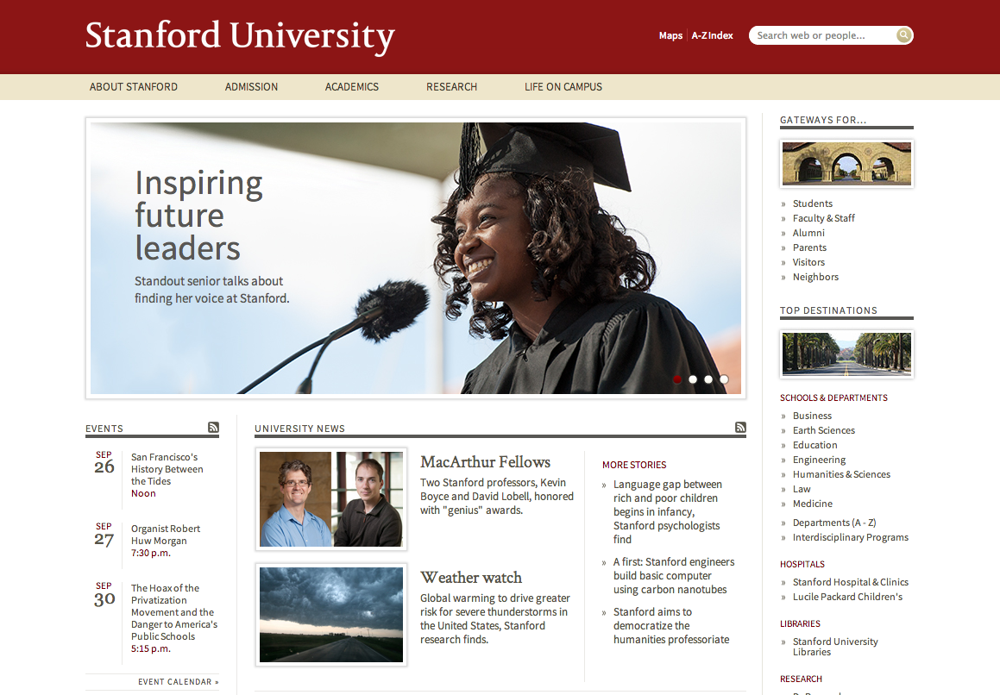 Stanford University
Maps
A-Z Index
Search web or people...
ABOUT STANFORD
ADMISSION
ACADEMICS
RESEARCH
LIFE ON CAMPUS
Inspiring
future
leaders
Standout senior talks about
finding her voice at Stanford.
EVENTS
SEP
26
San Francisco's
History Between
the Tides
Noon
SEP
27
Organist Robert
Huw Morgan
7:30 p.m.
SEP
30
The Hoax of the
Privatization
Movement and the
Danger to America's
Public Schools
5:15 p.m.
EVENT CALENDAR »
UNIVERSITY NEWS
MacArthur Fellows
Two Stanford professors, Kevin
Boyce and David Lobell, honored
with "genius" awards.
Weather watch
Global warming to drive greater
risk for severe thunderstorms in
the United States, Stanford
research finds.
MORE STORIES
» Language gap between
rich and poor children
begins in infancy,
Stanford psychologists
find
» A first: Stanford engineers
build basic computer
using carbon nanotubes
» Stanford aims to
democratize the
humanities professoriate
GATEWAYS FOR...
» Students
» Faculty & Staff
» Alumni
» Parents
» Visitors
» Neighbors
TOP DESTINATIONS
SCHOOLS & DEPARTMENTS
» Business
» Earth Sciences
» Education
» Engineering
» Humanities & Sciences
» Law
» Medicine
» Departments (A - Z)
» Interdisciplinary Programs
HOSPITALS
» Stanford Hospital & Clinics
» Lucile Packard Children's
LIBRARIES
» Stanford University
Libraries
RESEARCH